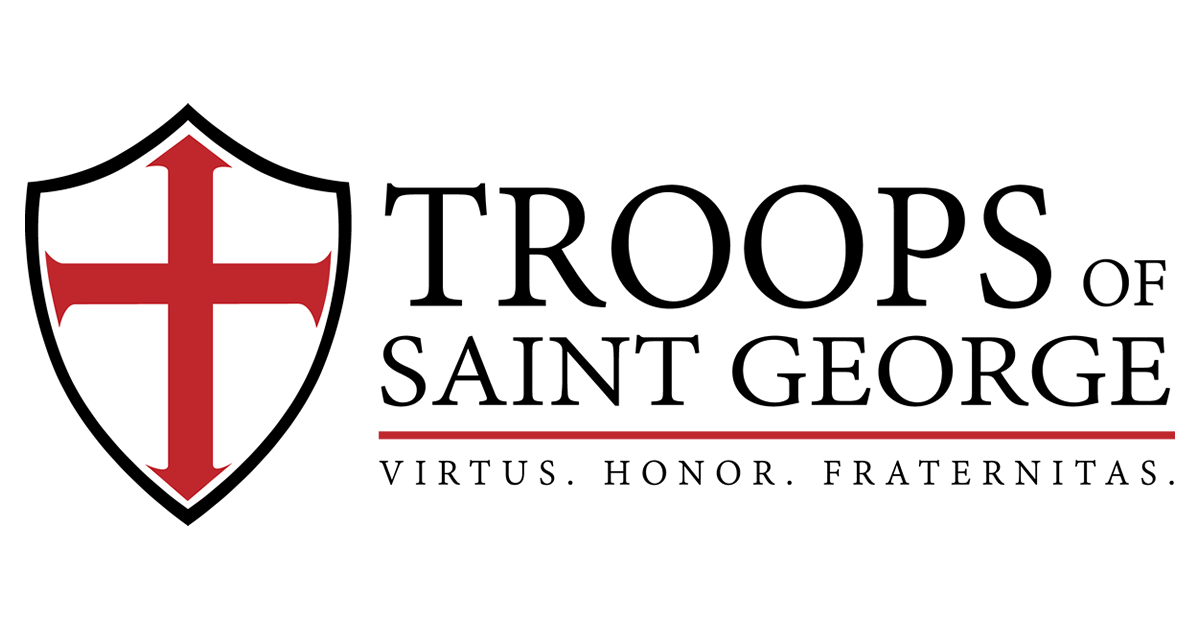 TROOPS OF
SAINT GEORGE
VIRTUS. HONOR. FRATERNITAS.